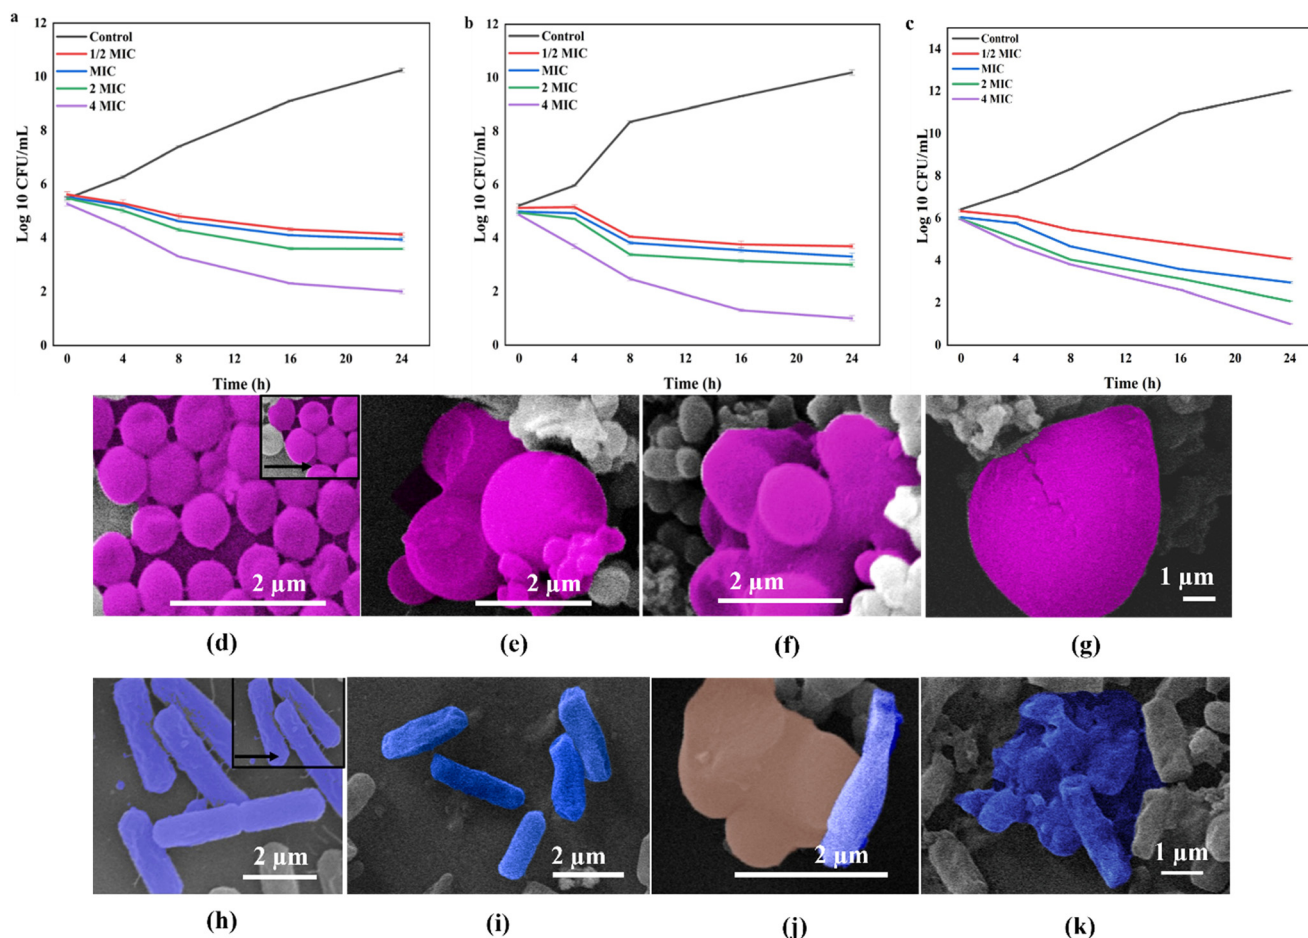 a
12
10
8
6
4
2
0
Log 10 CFU/mL
Control
1/2 MIC
MIC
2 MIC
4 MIC
0 4 8 12 16 20 24
Time (h)
b
12
10
8
6
4
2
0
Log 10 CFU/mL
Control
1/2 MIC
MIC
2 MIC
4 MIC
0 4 8 12 16 20 24
Time (h)
c
14
12
10
8
6
4
2
0
Log 10 CFU/mL
Control
1/2 MIC
MIC
2 MIC
4 MIC
0 4 8 12 16 20 24
Time (h)
2 μm
2 μm
2 μm
1 μm
(d) (e) (f) (g)
2 μm
2 μm
2 μm
1 μm
(h) (i) (j) (k)